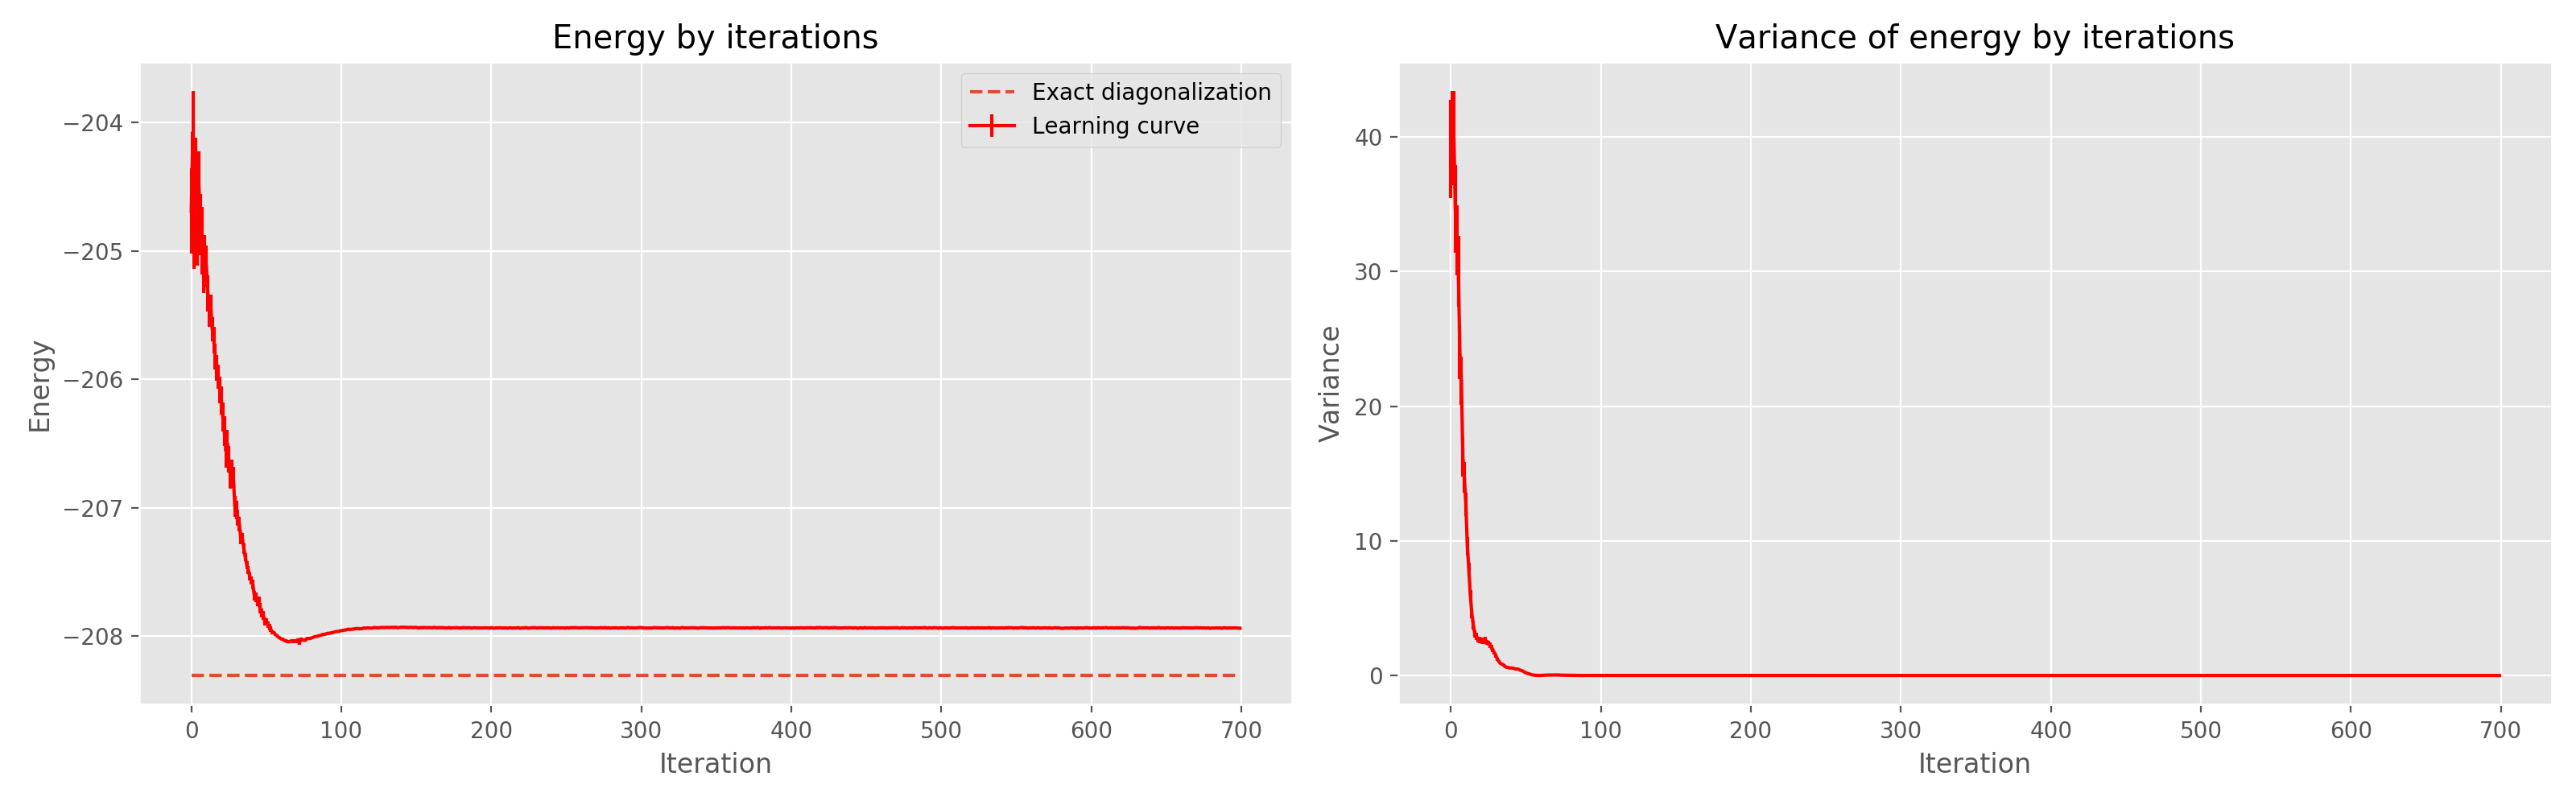 Energy by iterations
Exact diagonalization
Learning curve
−204
−205
−206
−207
−208
Energy
0 100 200 300 400 500 600 700
Iteration
Variance of energy by iterations
40
30
20
10
0
Variance
0 100 200 300 400 500 600 700
Iteration